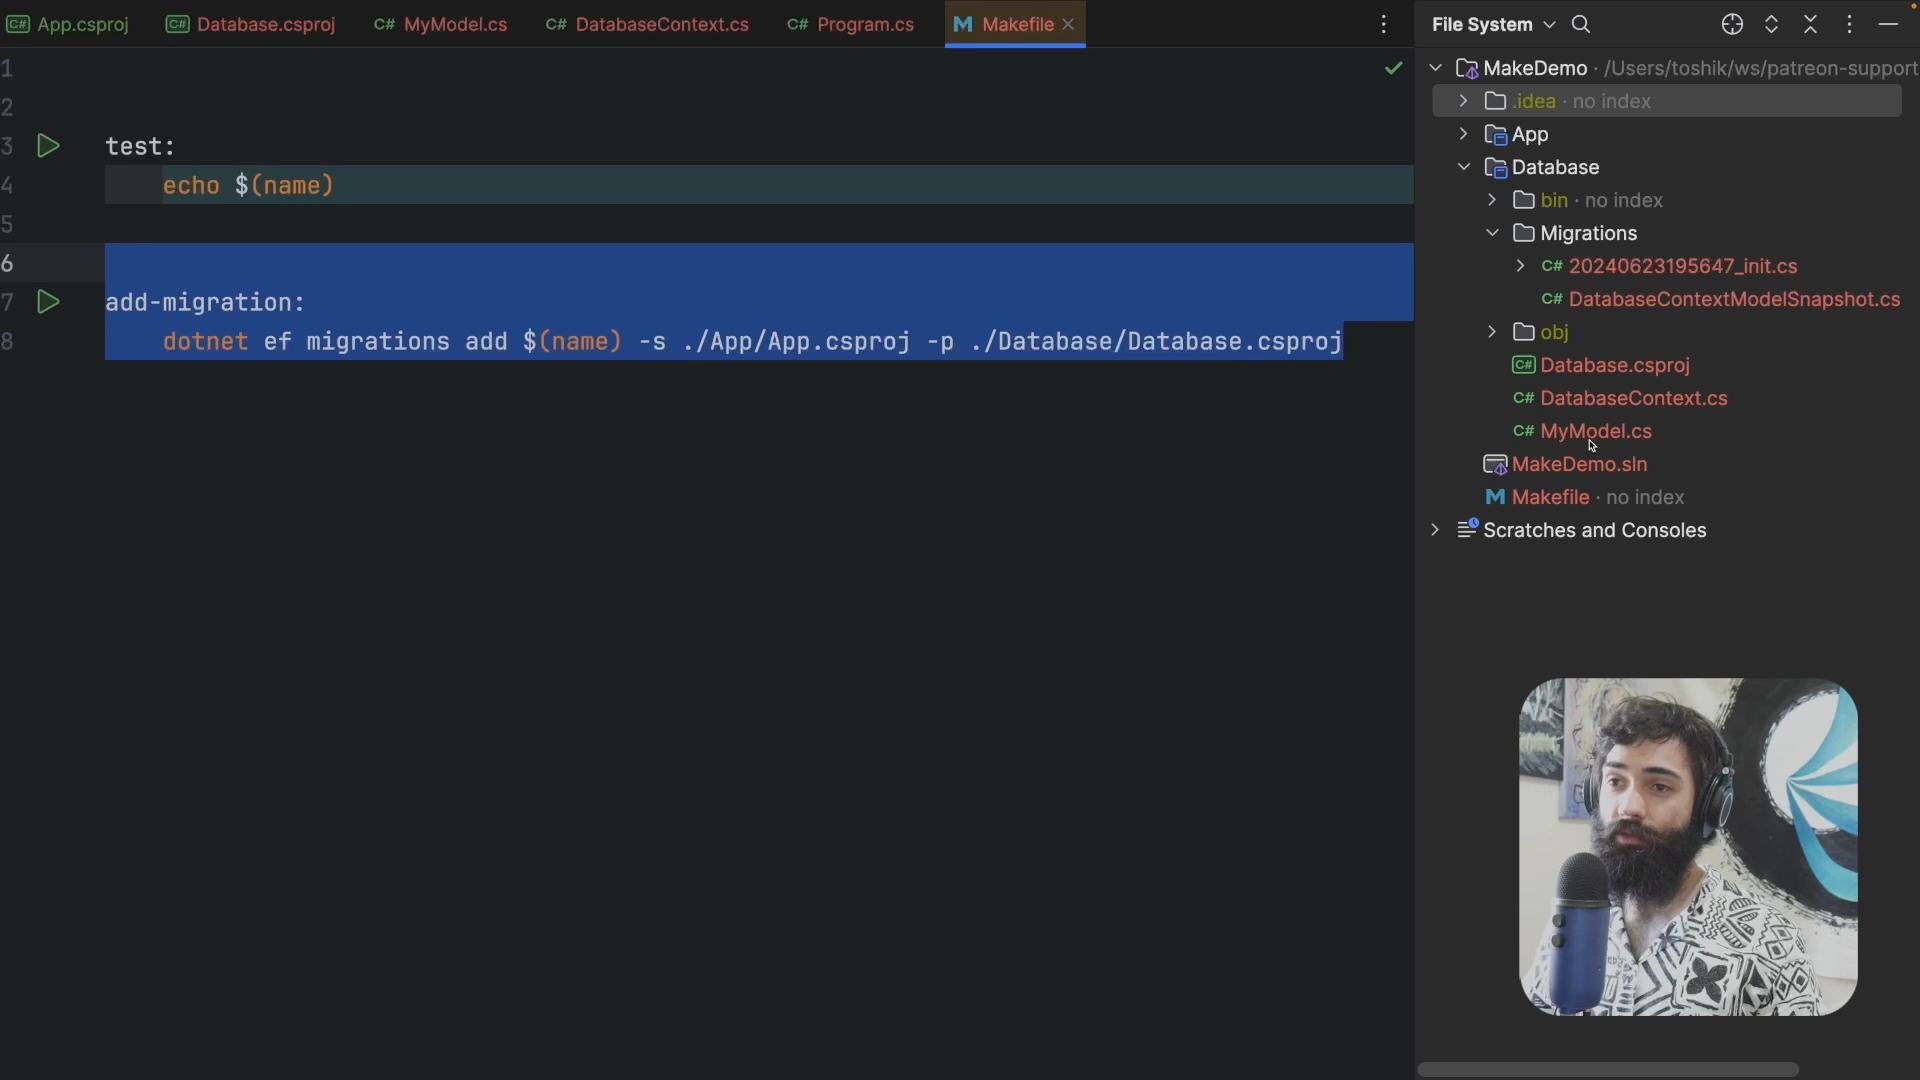 App.csproj
Database.csproj
MyModel.cs
DatabaseContext.cs
Program.cs
Makefile
1
2
3 test:
4 echo $(name)
5
6
7 add-migration:
8 dotnet ef migrations add $(name) -s ./App/App.csproj -p ./Database/Database.csproj
File System
MakeDemo · /Users/toshik/ws/patreon-support
.idea · no index
App
Database
bin · no index
Migrations
C# 20240623195647_init.cs
C# DatabaseContextModelSnapshot.cs
obj
C# Database.csproj
C# DatabaseContext.cs
C# MyModel.cs
MakeDemo.sln
M Makefile · no index
Scratches and Consoles